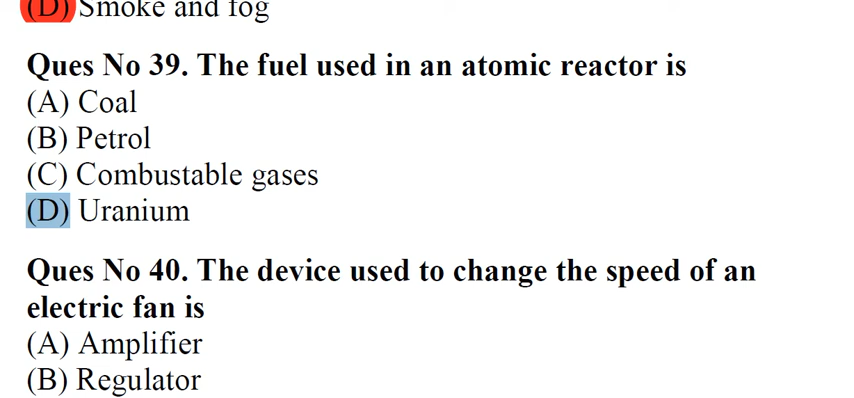 (D) Smoke and fog
Ques No 39. The fuel used in an atomic reactor is
(A) Coal
(B) Petrol
(C) Combustable gases
(D) Uranium
Ques No 40. The device used to change the speed of an
electric fan is
(A) Amplifier
(B) Regulator